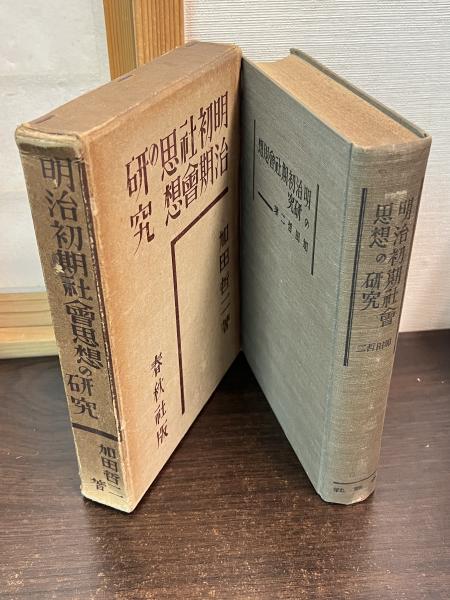 明治初期社會思想の研究
加田哲二著
明治
初期
社會
思想
の
研究
加田哲二著
春秋社版
明治初期社會思想
の研究
加田哲二著
明治初期社會
思想の研究
加田哲二